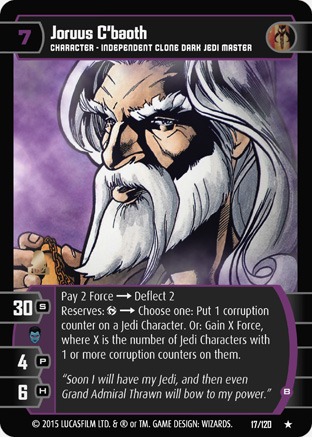 7
Joruus C'baoth
CHARACTER - INDEPENDENT CLONE DARK JEDI MASTER
30 S
4 P
6 H
Pay 2 Force → Deflect 2
Reserves: → Choose one: Put 1 corruption
counter on a Jedi Character. Or: Gain X Force,
where X is the number of Jedi Characters with
1 or more corruption counters on them.
"Soon I will have my Jedi, and then even
Grand Admiral Thrawn will bow to my power."
B
© 2015 LUCASFILM LTD. & ® or TM. GAME DESIGN: WIZARDS.
17/120